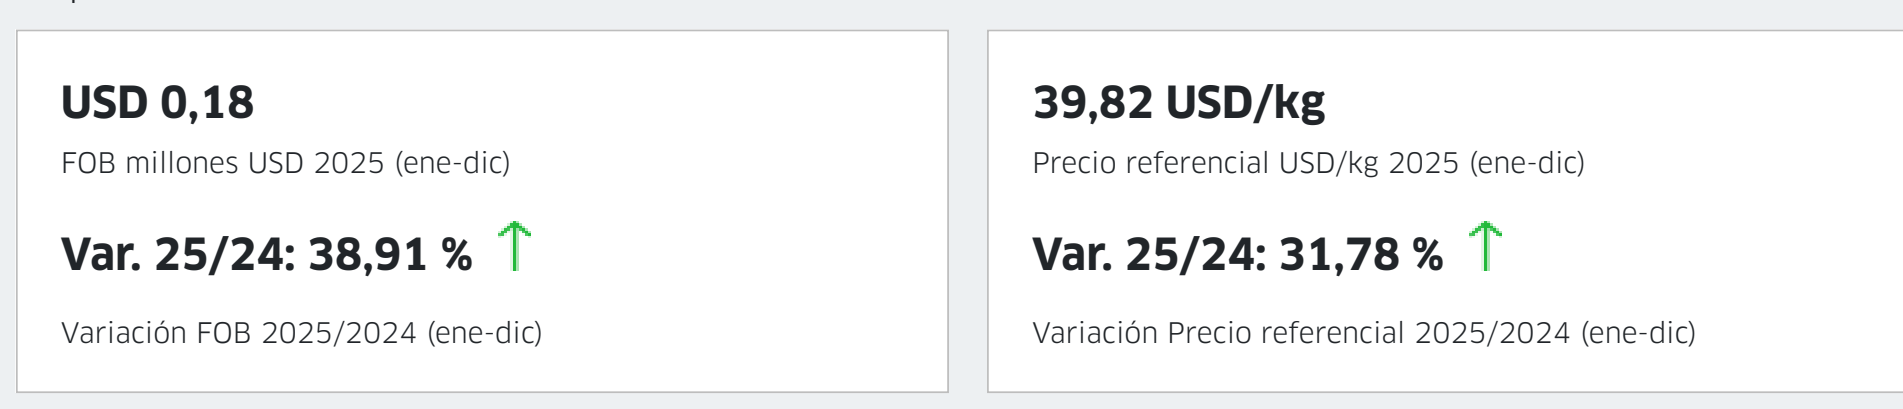 USD 0,18
FOB millones USD 2025 (ene-dic)
Var. 25/24: 38,91 %
Variación FOB 2025/2024 (ene-dic)
39,82 USD/kg
Precio referencial USD/kg 2025 (ene-dic)
Var. 25/24: 31,78 %
Variación Precio referencial 2025/2024 (ene-dic)